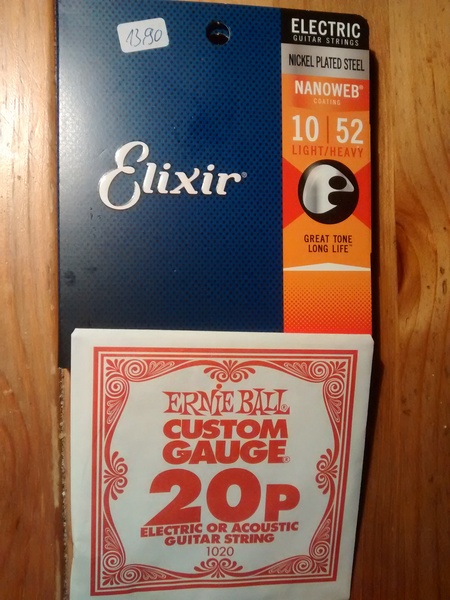 1390
ELECTRIC
GUITAR STRINGS
NICKEL PLATED STEEL
NANOWEB®
COATING
10 | 52
LIGHT/HEAVY
Elixir®
GREAT TONE
LONG LIFE™
ERNIE BALL
CUSTOM
GAUGE®
20P
ELECTRIC OR ACOUSTIC
GUITAR STRING
1020